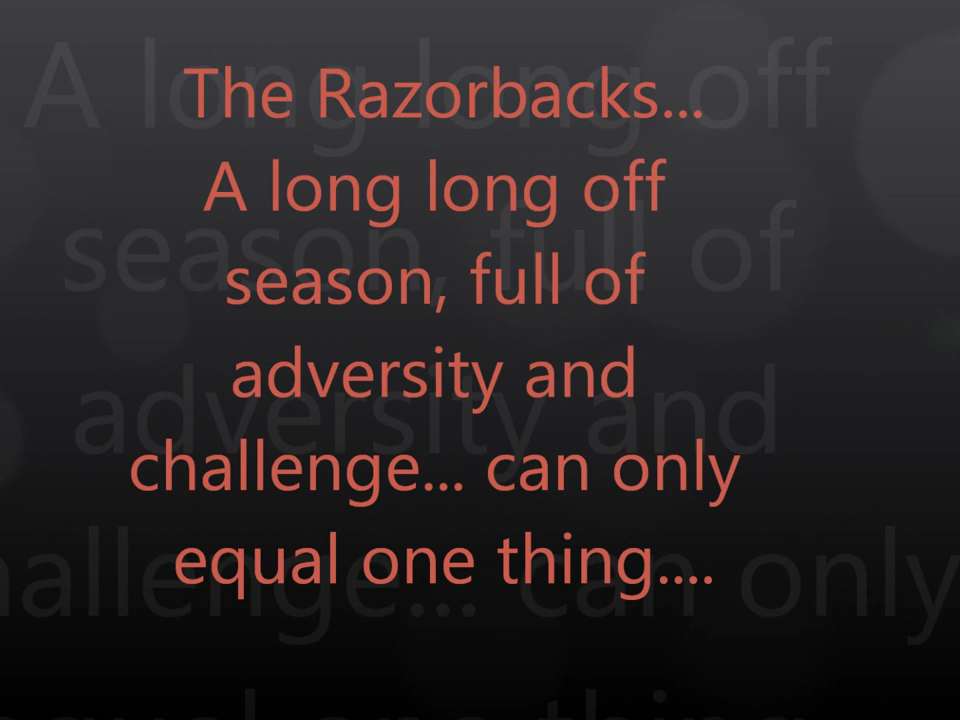 The Razorbacks...
A long long off
season, full of
adversity and
challenge... can only
equal one thing....